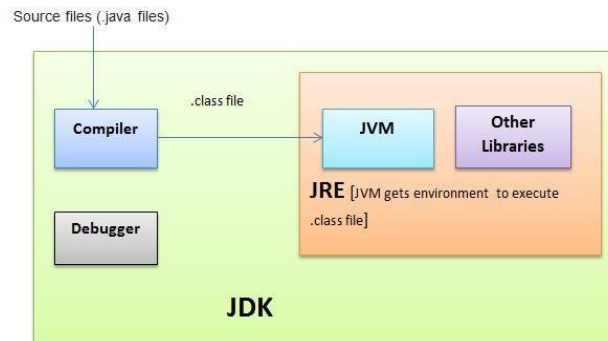 Source files (.java files)
.class file
Compiler
JVM
Other
Libraries
JRE [JVM gets environment to execute
.class file]
Debugger
JDK